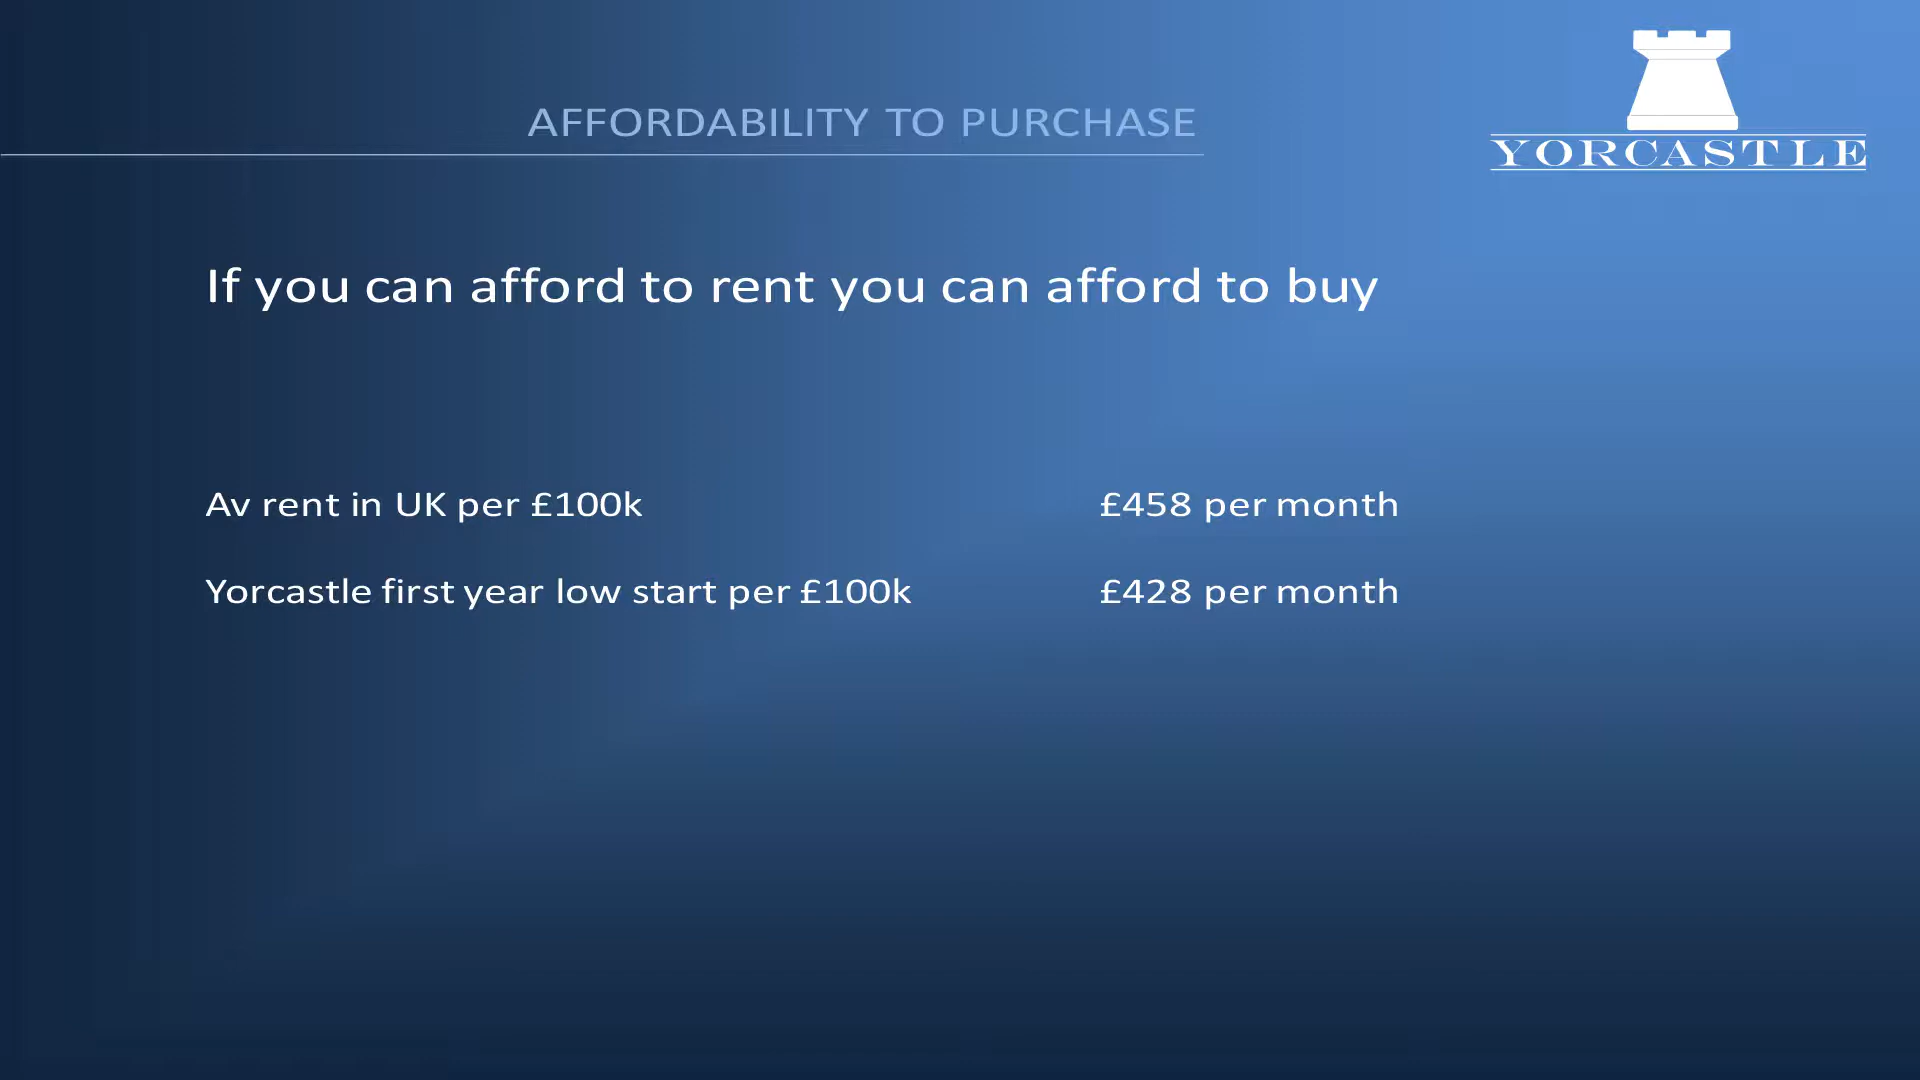 AFFORDABILITY TO PURCHASE
YORCASTLE
If you can afford to rent you can afford to buy
Av rent in UK per £100k £458 per month
Yorcastle first year low start per £100k £428 per month